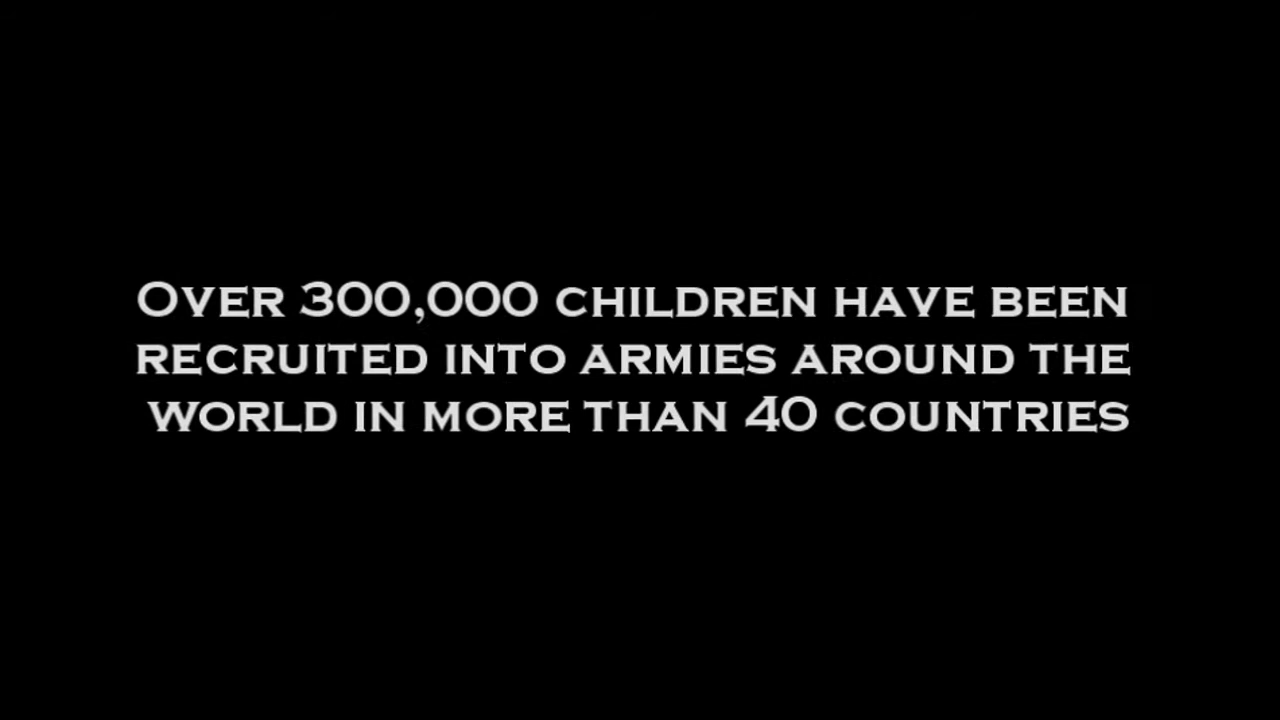 Over 300,000 children have been
recruited into armies around the
world in more than 40 countries